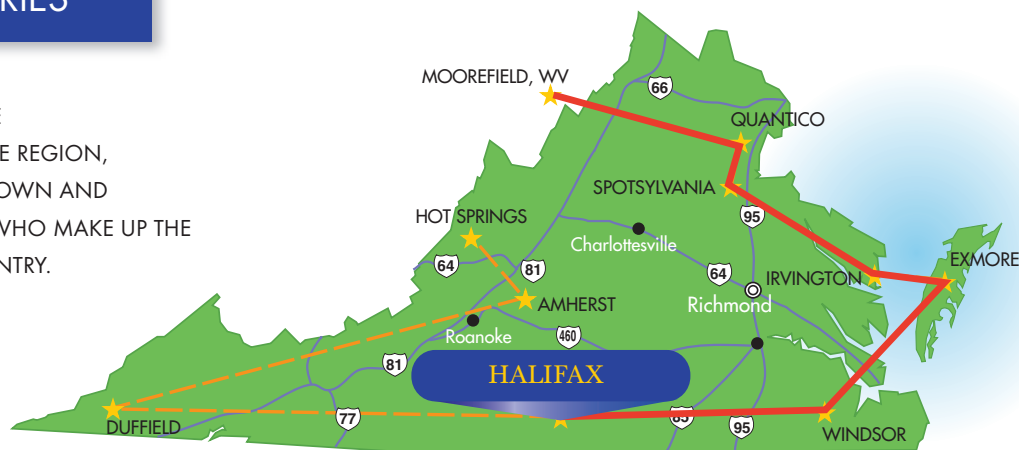 RIES
E REGION,
OWN AND
WHO MAKE UP THE
NTRY.
MOOREFIELD, WV
66
QUANTICO
SPOTSYLVANIA
95
HOT SPRINGS
Charlottesville
64
81
64
IRVINGTON
EXMORE
AMHERST
Richmond
Roanoke
460
81
HALIFAX
DUFFIELD
77
85
95
WINDSOR